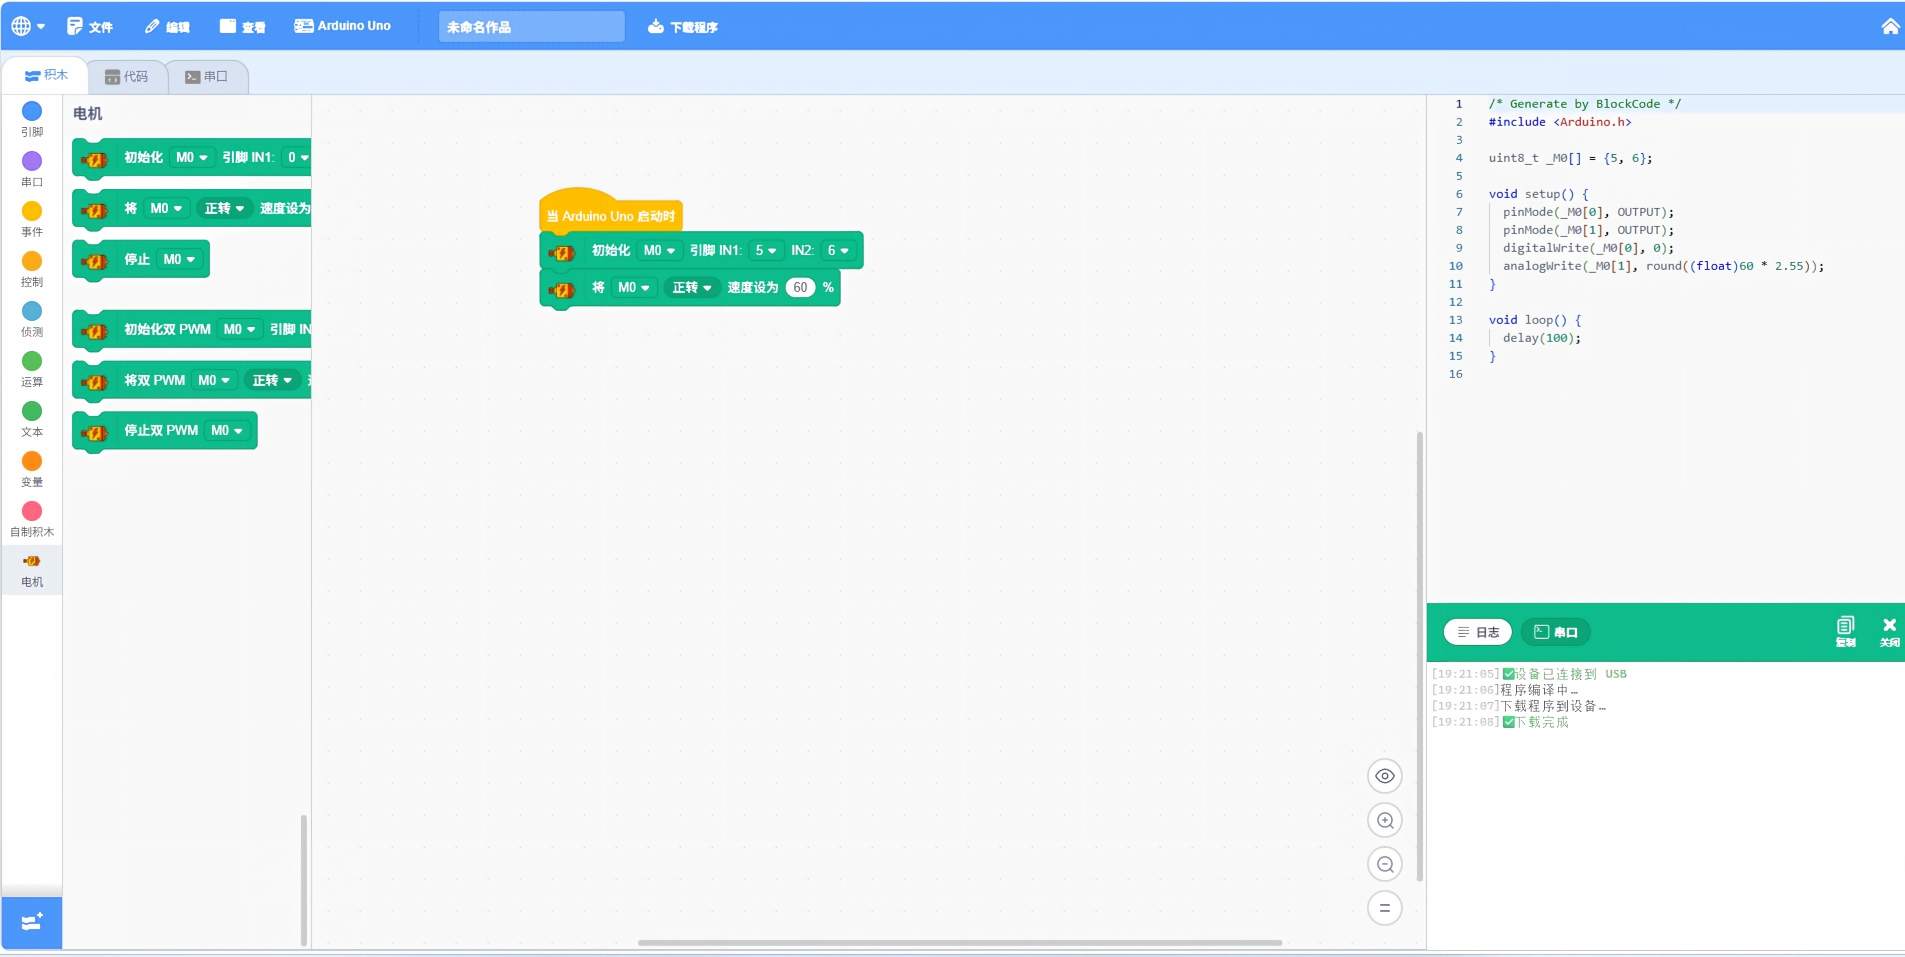 文件 编辑 查看 Arduino Uno 未命名作品 下载程序
积木 代码 串口
引脚
串口
事件
控制
侦测
运算
文本
变量
自制积木
电机
电机
初始化 M0 引脚 IN1: 0
将 M0 正转 速度设为
停止 M0
初始化双 PWM M0 引脚 IN
将双 PWM M0 正转
停止双 PWM M0
当 Arduino Uno 启动时
初始化 M0 引脚 IN1: 5 IN2: 6
将 M0 正转 速度设为 60 %
1 /* Generate by BlockCode */
2 #include <Arduino.h>
3
4 uint8_t _M0[] = {5, 6};
5
6 void setup() {
7 pinMode(_M0[0], OUTPUT);
8 pinMode(_M0[1], OUTPUT);
9 digitalWrite(_M0[0], 0);
10 analogWrite(_M0[1], round((float)60 * 2.55));
11 }
12
13 void loop() {
14 delay(100);
15 }
16
日志 串口 复制 关闭
[19:21:05]✅设备已连接到 USB
[19:21:06]程序编译中…
[19:21:07]下载程序到设备…
[19:21:08]✅下载完成